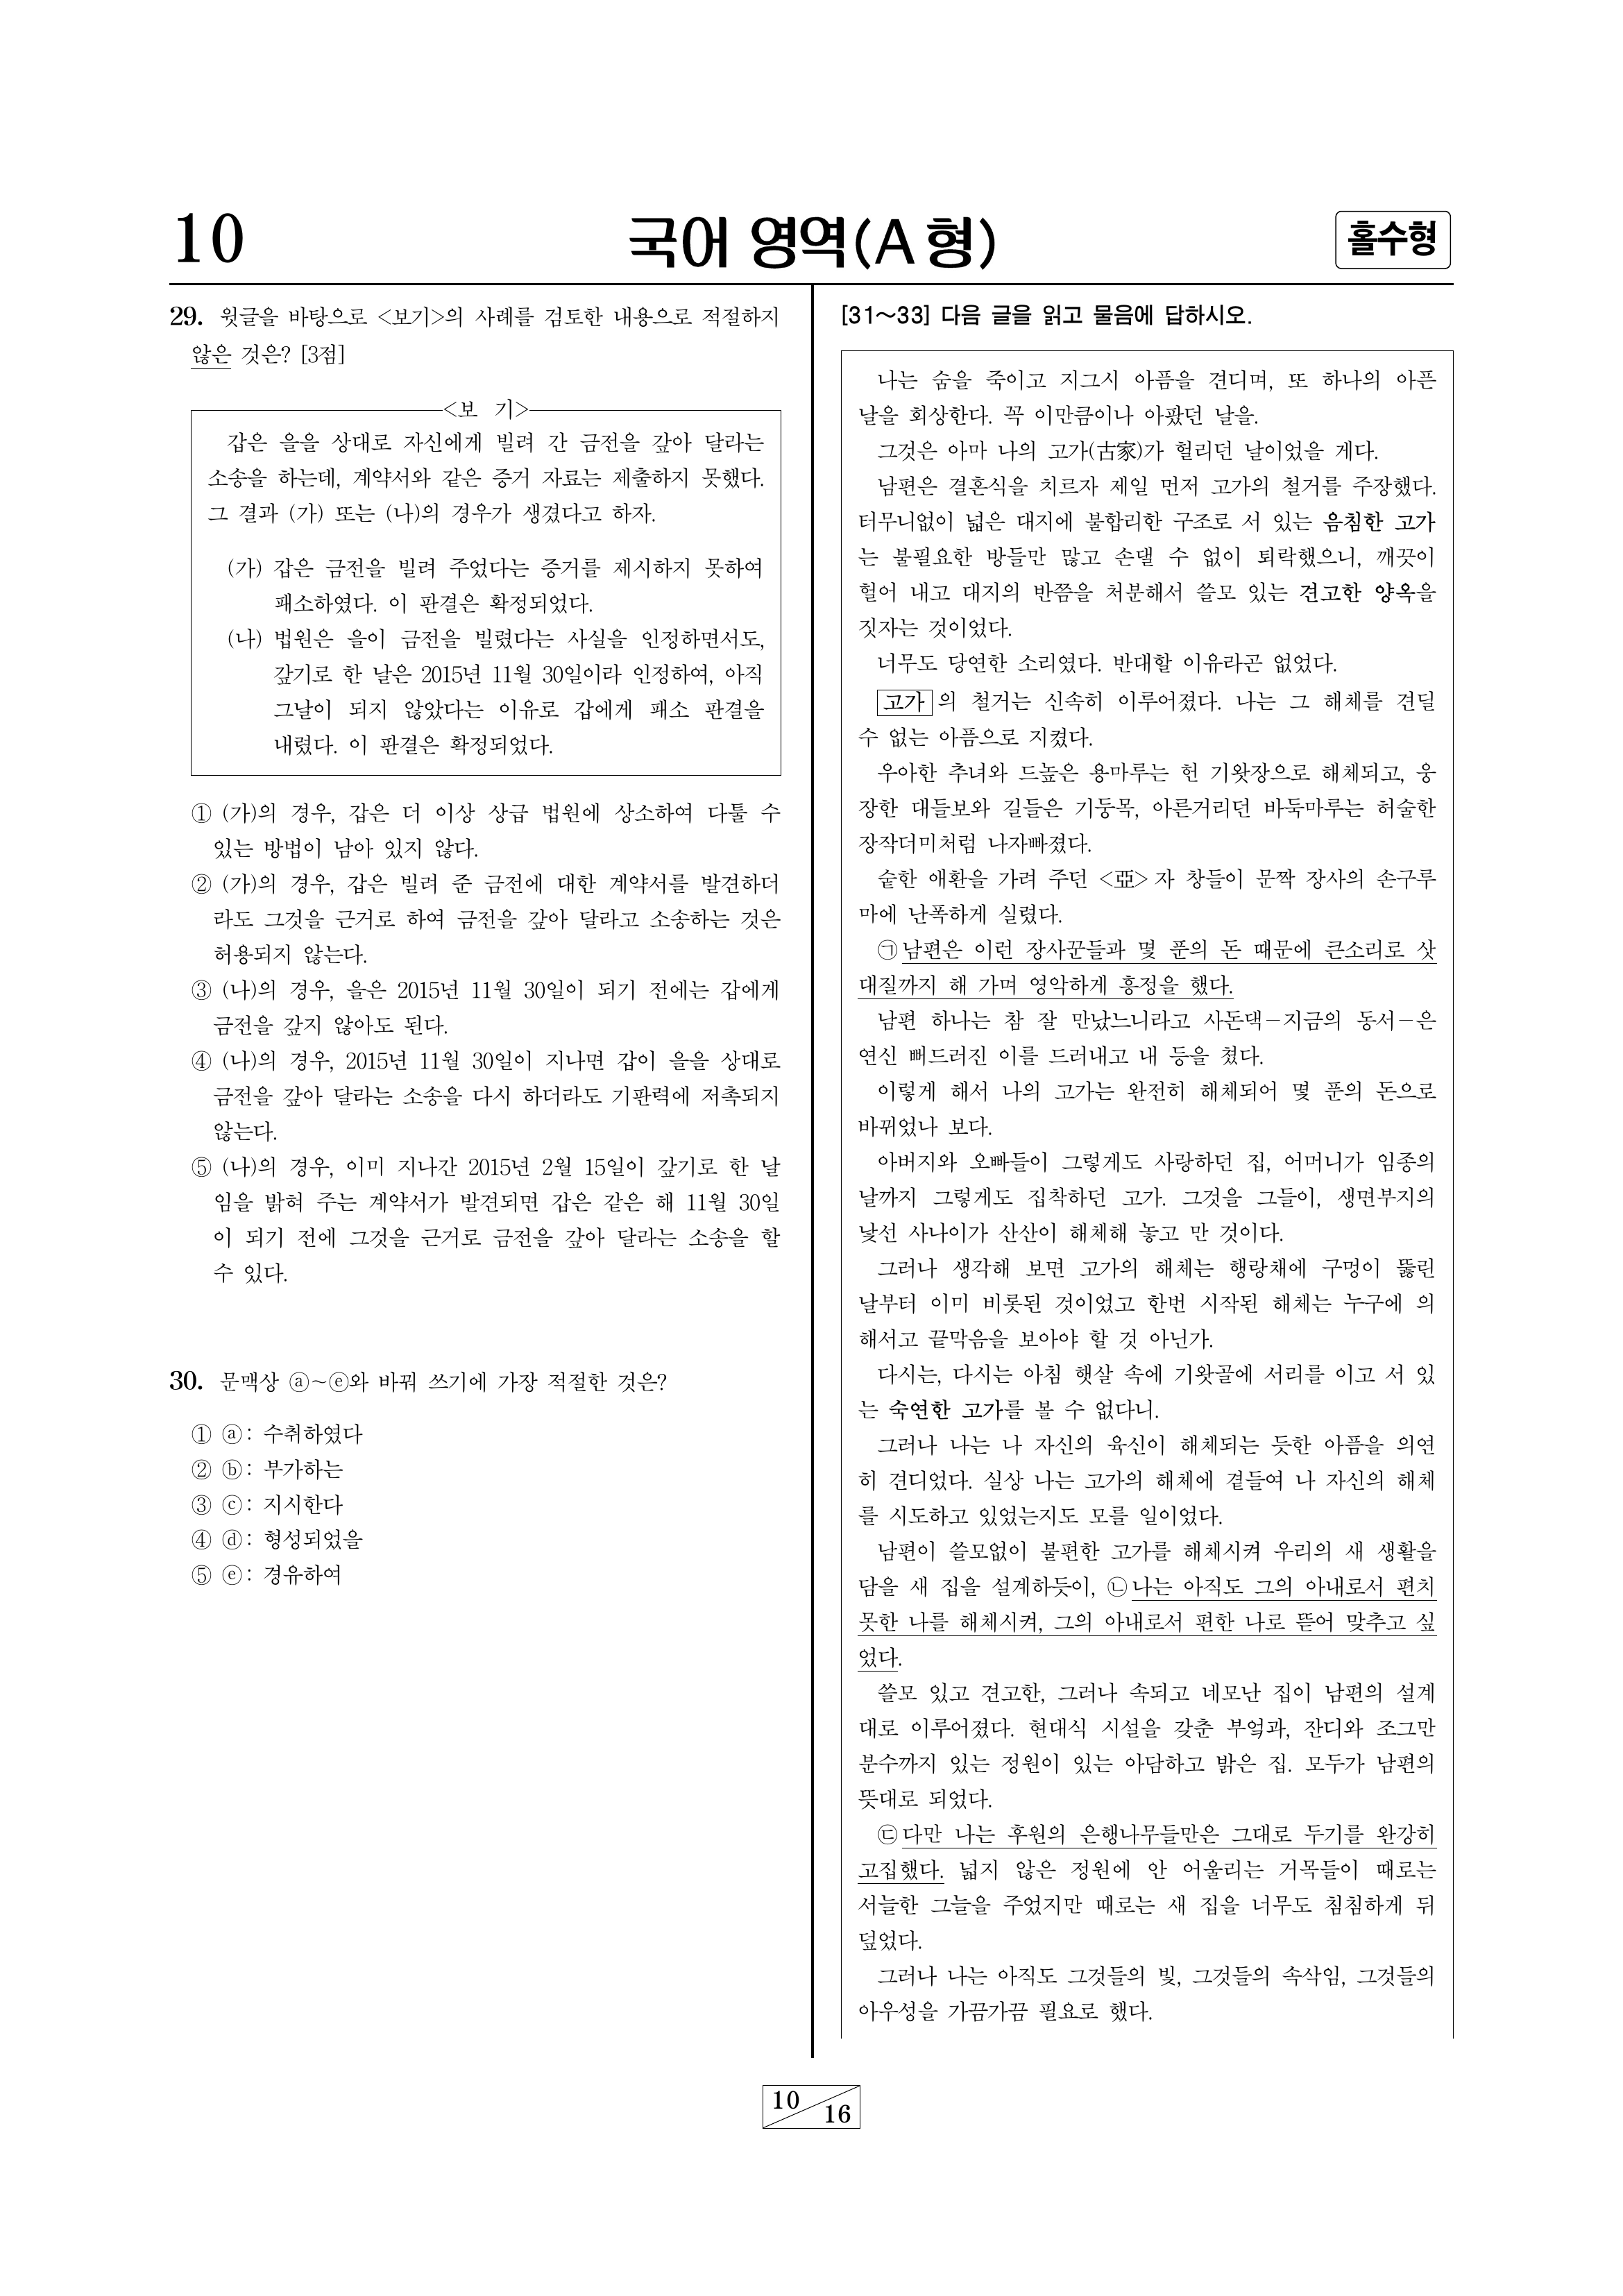 10
국어 영역(A 형)
홀수형
29. 윗글을 바탕으로 <보기>의 사례를 검토한 내용으로 적절하지
않은 것은? [3점]
<보 기>
갑은 을을 상대로 자신에게 빌려 간 금전을 갚아 달라는
소송을 하는데, 계약서와 같은 증거 자료는 제출하지 못했다.
그 결과 (가) 또는 (나)의 경우가 생겼다고 하자.
(가) 갑은 금전을 빌려 주었다는 증거를 제시하지 못하여
패소하였다. 이 판결은 확정되었다.
(나) 법원은 을이 금전을 빌렸다는 사실을 인정하면서도,
갚기로 한 날은 2015년 11월 30일이라 인정하여, 아직
그날이 되지 않았다는 이유로 갑에게 패소 판결을
내렸다. 이 판결은 확정되었다.
① (가)의 경우, 갑은 더 이상 상급 법원에 상소하여 다툴 수
있는 방법이 남아 있지 않다.
② (가)의 경우, 갑은 빌려 준 금전에 대한 계약서를 발견하더
라도 그것을 근거로 하여 금전을 갚아 달라고 소송하는 것은
허용되지 않는다.
③ (나)의 경우, 을은 2015년 11월 30일이 되기 전에는 갑에게
금전을 갚지 않아도 된다.
④ (나)의 경우, 2015년 11월 30일이 지나면 갑이 을을 상대로
금전을 갚아 달라는 소송을 다시 하더라도 기판력에 저촉되지
않는다.
⑤ (나)의 경우, 이미 지나간 2015년 2월 15일이 갚기로 한 날
임을 밝혀 주는 계약서가 발견되면 갑은 같은 해 11월 30일
이 되기 전에 그것을 근거로 금전을 갚아 달라는 소송을 할
수 있다.
30. 문맥상 ⓐ~ⓔ와 바꿔 쓰기에 가장 적절한 것은?
① ⓐ: 수취하였다
② ⓑ: 부가하는
③ ⓒ: 지시한다
④ ⓓ: 형성되었을
⑤ ⓔ: 경유하여
[31~33] 다음 글을 읽고 물음에 답하시오.
나는 숨을 죽이고 지그시 아픔을 견디며, 또 하나의 아픈
날을 회상한다. 꼭 이만큼이나 아팠던 날을.
그것은 아마 나의 고가(古家)가 헐리던 날이었을 게다.
남편은 결혼식을 치르자 제일 먼저 고가의 철거를 주장했다.
터무니없이 넓은 대지에 불합리한 구조로 서 있는 음침한 고가
는 불필요한 방들만 많고 손댈 수 없이 퇴락했으니, 깨끗이
헐어 내고 대지의 반쯤을 처분해서 쓸모 있는 견고한 양옥을
짓자는 것이었다.
너무도 당연한 소리였다. 반대할 이유라곤 없었다.
고가의 철거는 신속히 이루어졌다. 나는 그 해체를 견딜
수 없는 아픔으로 지켰다.
우아한 추녀와 드높은 용마루는 헌 기왓장으로 해체되고, 웅
장한 대들보와 길들은 기둥목, 아른거리던 바둑마루는 허술한
장작더미처럼 나자빠졌다.
숱한 애환을 가려 주던 <亞> 자 창들이 문짝 장사의 손구루
마에 난폭하게 실렸다.
㉠남편은 이런 장사꾼들과 몇 푼의 돈 때문에 큰소리로 삿
대질까지 해 가며 영악하게 흥정을 했다.
남편 하나는 참 잘 만났느니라고 사돈댁－지금의 동서－은
연신 뻐드러진 이를 드러내고 내 등을 쳤다.
이렇게 해서 나의 고가는 완전히 해체되어 몇 푼의 돈으로
바뀌었나 보다.
아버지와 오빠들이 그렇게도 사랑하던 집, 어머니가 임종의
날까지 그렇게도 집착하던 고가. 그것을 그들이, 생면부지의
낯선 사나이가 산산이 해체해 놓고 만 것이다.
그러나 생각해 보면 고가의 해체는 행랑채에 구멍이 뚫린
날부터 이미 비롯된 것이었고 한번 시작된 해체는 누구에 의
해서고 끝막음을 보아야 할 것 아닌가.
다시는, 다시는 아침 햇살 속에 기왓골에 서리를 이고 서 있
는 숙연한 고가를 볼 수 없다니.
그러나 나는 나 자신의 육신이 해체되는 듯한 아픔을 의연
히 견디었다. 실상 나는 고가의 해체에 곁들여 나 자신의 해체
를 시도하고 있었는지도 모를 일이었다.
남편이 쓸모없이 불편한 고가를 해체시켜 우리의 새 생활을
담을 새 집을 설계하듯이, ㉡나는 아직도 그의 아내로서 편치
못한 나를 해체시켜, 그의 아내로서 편한 나로 뜯어 맞추고 싶
었다.
쓸모 있고 견고한, 그러나 속되고 네모난 집이 남편의 설계
대로 이루어졌다. 현대식 시설을 갖춘 부엌과, 잔디와 조그만
분수까지 있는 정원이 있는 아담하고 밝은 집. 모두가 남편의
뜻대로 되었다.
㉢다만 나는 후원의 은행나무들만은 그대로 두기를 완강히
고집했다. 넓지 않은 정원에 안 어울리는 거목들이 때로는
서늘한 그늘을 주었지만 때로는 새 집을 너무도 침침하게 뒤
덮었다.
그러나 나는 아직도 그것들의 빛, 그것들의 속삭임, 그것들의
아우성을 가끔가끔 필요로 했다.
10
16